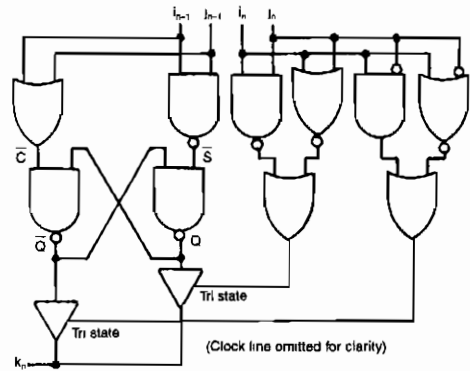 i_{n-1} j_{n-1} i_n j_n
C̅ S̅
Q̅ Q
Tri state
Tri state
k_n
(Clock line omitted for clarity)